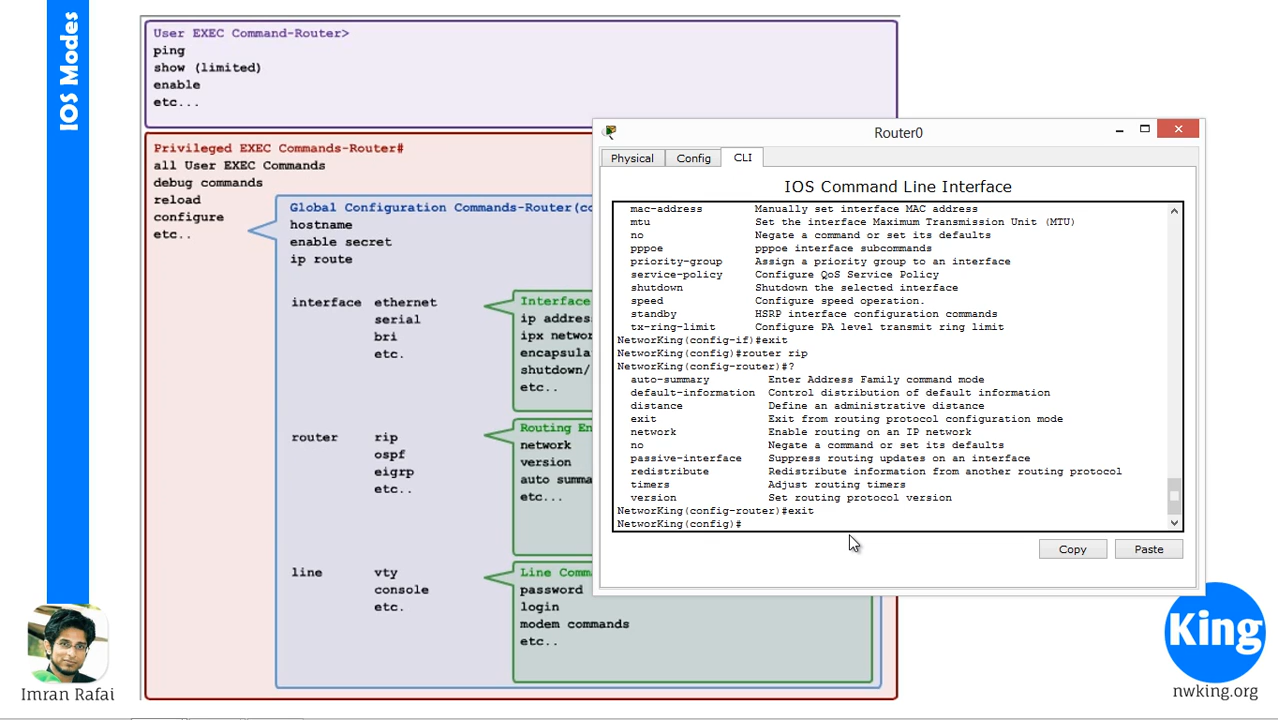 IOS Modes
User EXEC Command-Router>
ping
show (limited)
enable
etc...
Privileged EXEC Commands-Router#
all User EXEC Commands
debug commands
reload
configure
etc..
Global Configuration Commands-Router(co
hostname
enable secret
ip route
interface ethernet
serial
bri
etc.
Interface
ip addres
ipx networ
encapsula
shutdown/
etc..
router rip
ospf
eigrp
etc..
Routing En
network
version
auto summa
etc...
line vty
console
etc.
Line Comm
password
login
modem commands
etc..
Router0
Physical Config CLI
IOS Command Line Interface
mac-address Manually set interface MAC address
mtu Set the interface Maximum Transmission Unit (MTU)
no Negate a command or set its defaults
pppoe pppoe interface subcommands
priority-group Assign a priority group to an interface
service-policy Configure QoS Service Policy
shutdown Shutdown the selected interface
speed Configure speed operation.
standby HSRP interface configuration commands
tx-ring-limit Configure PA level transmit ring limit
NetworKing(config-if)#exit
NetworKing(config)#router rip
NetworKing(config-router)#?
auto-summary Enter Address Family command mode
default-information Control distribution of default information
distance Define an administrative distance
exit Exit from routing protocol configuration mode
network Enable routing on an IP network
no Negate a command or set its defaults
passive-interface Suppress routing updates on an interface
redistribute Redistribute information from another routing protocol
timers Adjust routing timers
version Set routing protocol version
NetworKing(config-router)#exit
NetworKing(config)#
Copy Paste
Imran Rafai
King
nwking.org